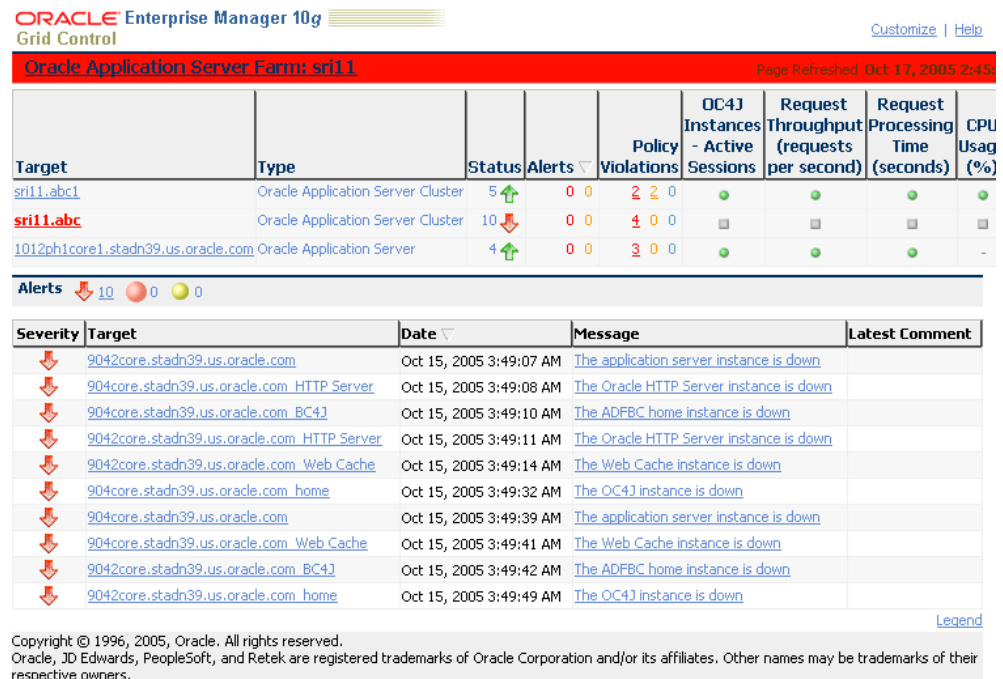 ORACLE Enterprise Manager 10g
Grid Control
Customize | Help
Oracle Application Server Farm: sri11 Page Refreshed Oct 17, 2005 2:45:
Target Type Status Alerts Policy Violations OC4J Instances - Active Sessions Request Throughput (requests per second) Request Processing Time (seconds) CPU Usag (%)
sri11.abc1 Oracle Application Server Cluster 5 0 0 2 2 0
sri11.abc Oracle Application Server Cluster 10 0 0 4 0 0
1012ph1core1.stadn39.us.oracle.com Oracle Application Server 4 0 0 3 0 0 -
Alerts 10 0 0
Severity Target Date Message Latest Comment
9042core.stadn39.us.oracle.com Oct 15, 2005 3:49:07 AM The application server instance is down
904core.stadn39.us.oracle.com_HTTP Server Oct 15, 2005 3:49:08 AM The Oracle HTTP Server instance is down
904core.stadn39.us.oracle.com_BC4J Oct 15, 2005 3:49:10 AM The ADFBC home instance is down
9042core.stadn39.us.oracle.com_HTTP Server Oct 15, 2005 3:49:11 AM The Oracle HTTP Server instance is down
9042core.stadn39.us.oracle.com_Web Cache Oct 15, 2005 3:49:14 AM The Web Cache instance is down
904core.stadn39.us.oracle.com_home Oct 15, 2005 3:49:32 AM The OC4J instance is down
904core.stadn39.us.oracle.com Oct 15, 2005 3:49:39 AM The application server instance is down
904core.stadn39.us.oracle.com_Web Cache Oct 15, 2005 3:49:41 AM The Web Cache instance is down
9042core.stadn39.us.oracle.com_BC4J Oct 15, 2005 3:49:42 AM The ADFBC home instance is down
9042core.stadn39.us.oracle.com_home Oct 15, 2005 3:49:49 AM The OC4J instance is down
Legend
Copyright © 1996, 2005, Oracle. All rights reserved.
Oracle, JD Edwards, PeopleSoft, and Retek are registered trademarks of Oracle Corporation and/or its affiliates. Other names may be trademarks of their
respective owners.